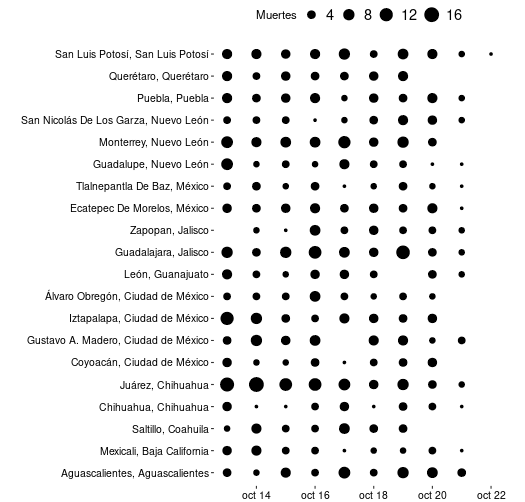 Muertes 4 8 12 16
San Luis Potosí, San Luis Potosí
Querétaro, Querétaro
Puebla, Puebla
San Nicolás De Los Garza, Nuevo León
Monterrey, Nuevo León
Guadalupe, Nuevo León
Tlalnepantla De Baz, México
Ecatepec De Morelos, México
Zapopan, Jalisco
Guadalajara, Jalisco
León, Guanajuato
Álvaro Obregón, Ciudad de México
Iztapalapa, Ciudad de México
Gustavo A. Madero, Ciudad de México
Coyoacán, Ciudad de México
Juárez, Chihuahua
Chihuahua, Chihuahua
Saltillo, Coahuila
Mexicali, Baja California
Aguascalientes, Aguascalientes
oct 14 oct 16 oct 18 oct 20 oct 22